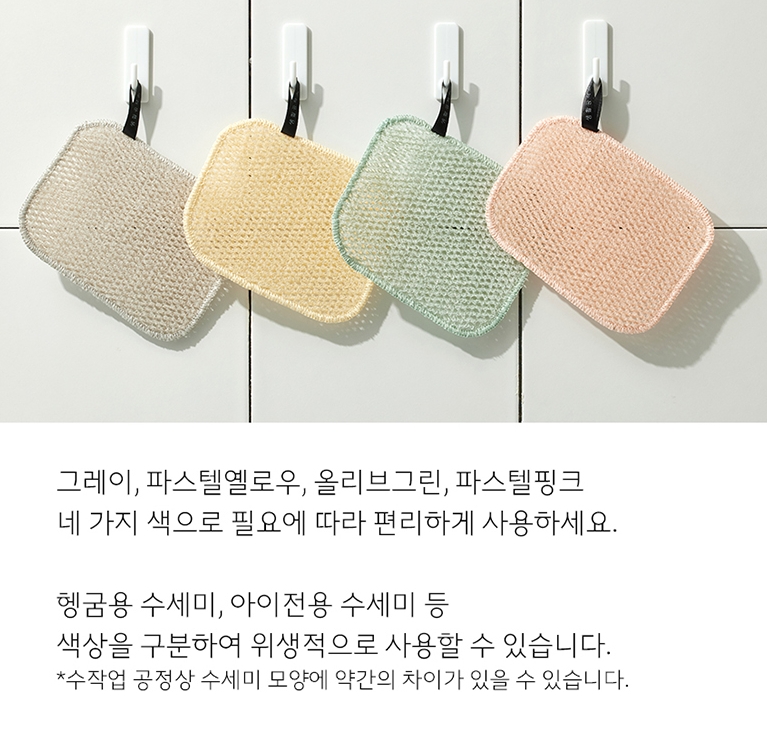 그레이, 파스텔옐로우, 올리브그린, 파스텔핑크
네 가지 색으로 필요에 따라 편리하게 사용하세요.
헹굼용 수세미, 아이전용 수세미 등
색상을 구분하여 위생적으로 사용할 수 있습니다.
*수작업 공정상 수세미 모양에 약간의 차이가 있을 수 있습니다.